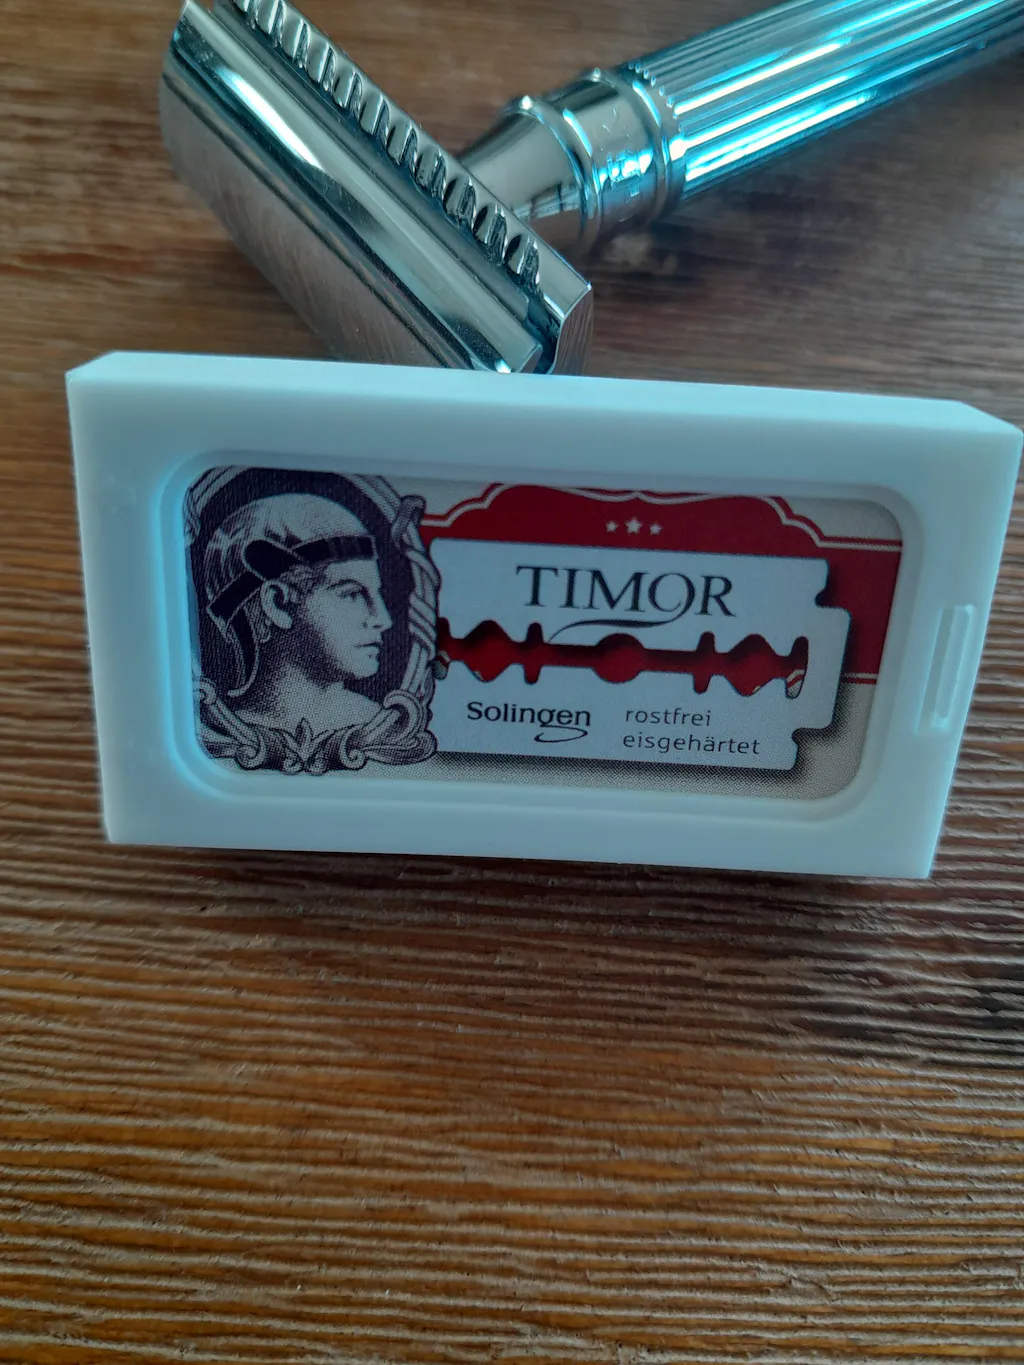 TIMOR
Solingen
rostfrei
eisgehärtet